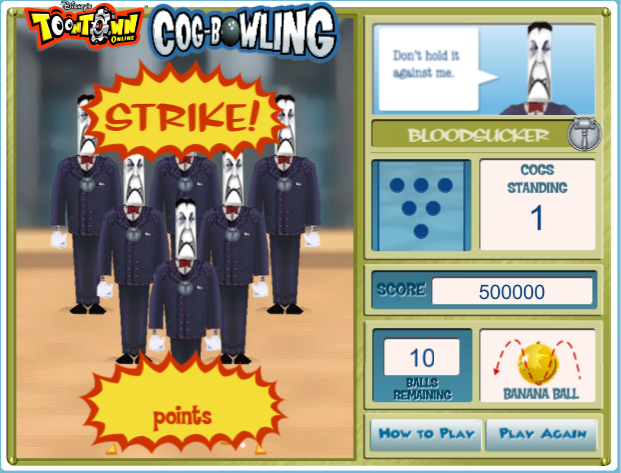 Disney's
TOONTOWN
ONLINE
COG-BOWLING
STRIKE!
points
Don't hold it
against me.
BLOODSUCKER
COGS
STANDING
1
SCORE 500000
10
BALLS
REMAINING
BANANA BALL
HOW TO PLAY
PLAY AGAIN